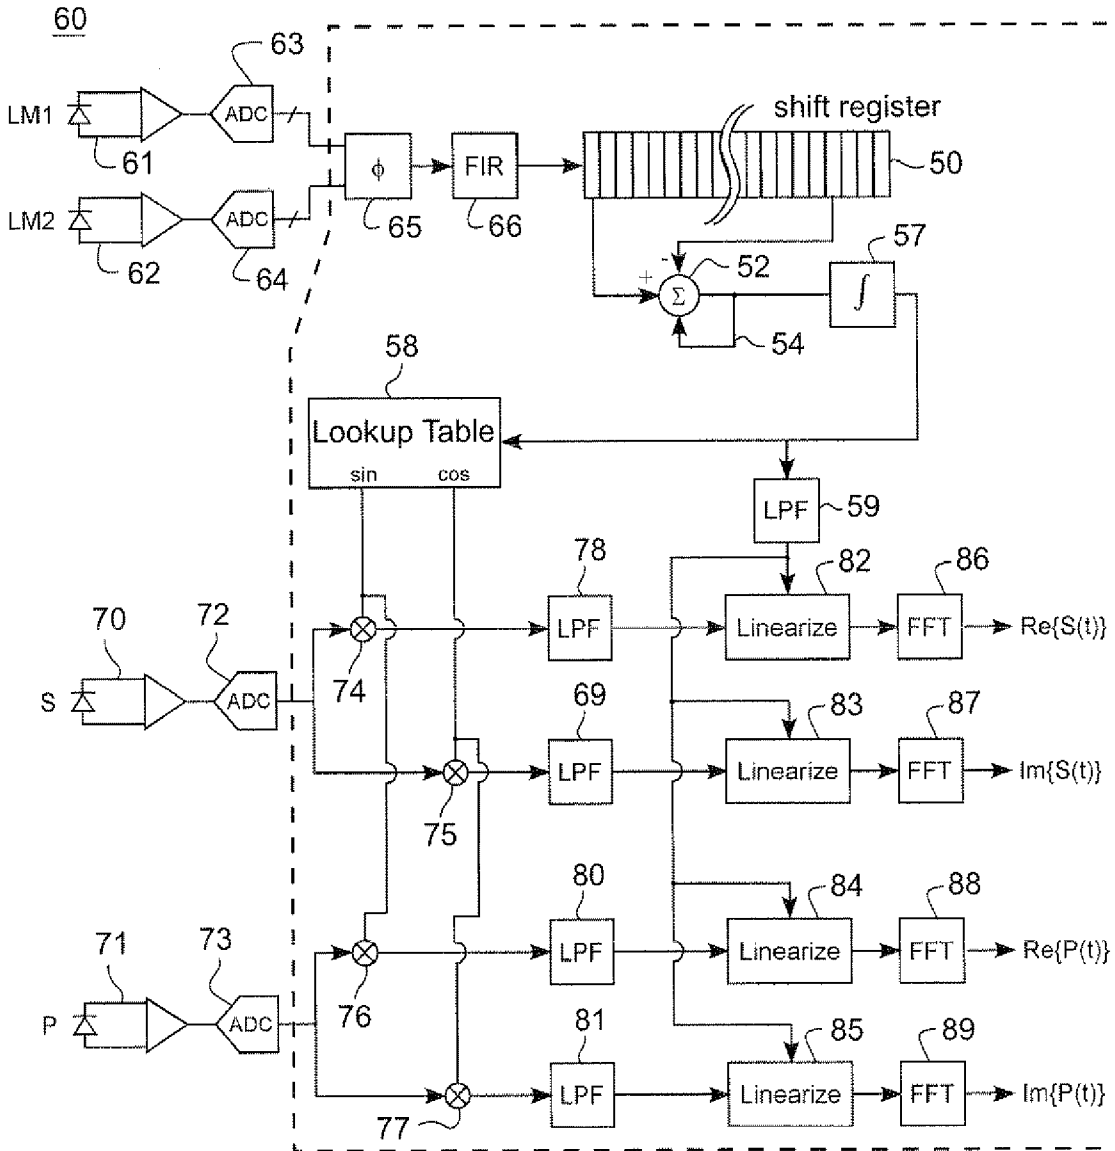 60
63
LM1
ADC
61
shift register
50
ϕ
FIR
65
66
LM2
ADC
62
64
57
-
52
+
Σ
∫
54
58
Lookup Table
sin
cos
LPF
59
78
82
86
70
72
LPF
Linearize
FFT
Re{S(t)}
S
ADC
74
69
83
87
LPF
Linearize
FFT
Im{S(t)}
75
80
84
88
71
73
LPF
Linearize
FFT
Re{P(t)}
76
P
ADC
81
85
89
LPF
Linearize
FFT
Im{P(t)}
77